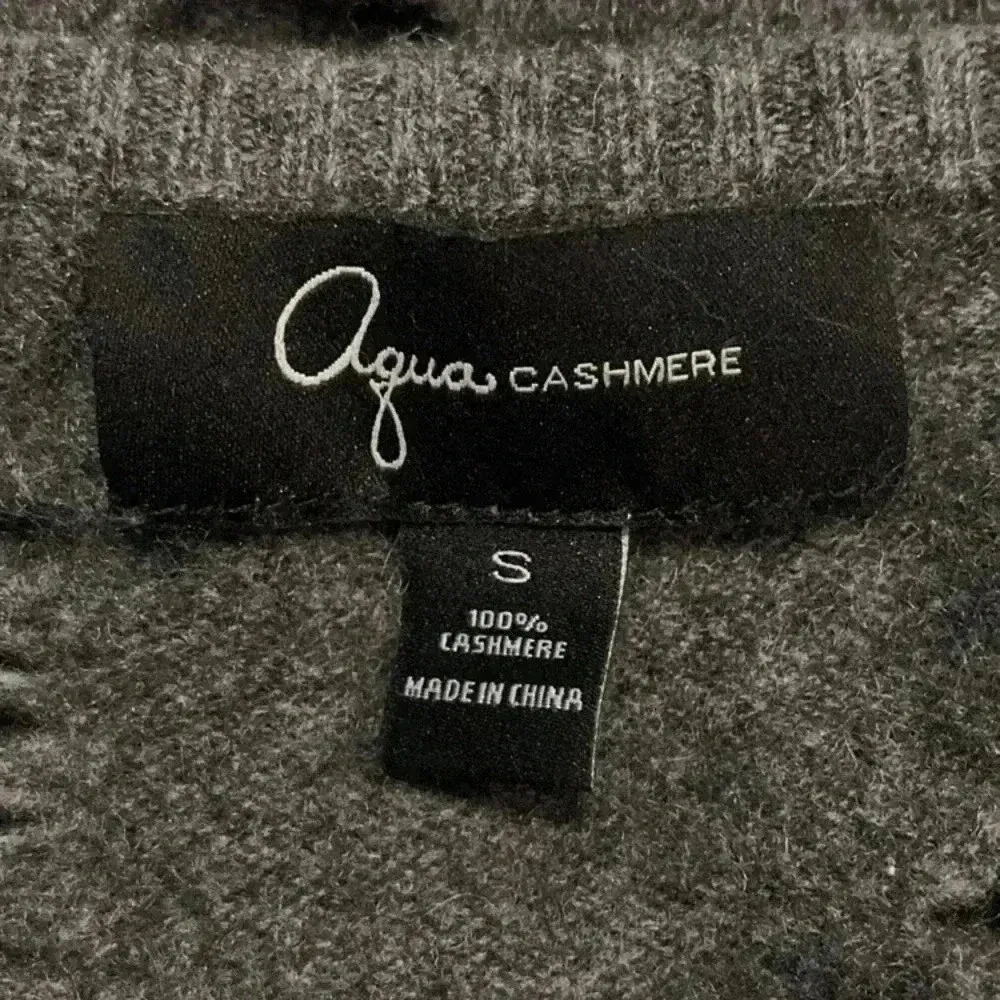 Aqua CASHMERE
S
100%
CASHMERE
MADE IN CHINA